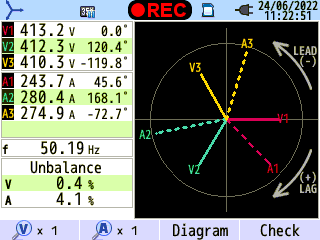 REC
24/06/2022
11:22:51
V1 413.2 V 0.0°
V2 412.3 V 120.4°
V3 410.3 V -119.8°
A1 243.7 A 45.6°
A2 280.4 A 168.1°
A3 274.9 A -72.7°
f 50.19 Hz
Unbalance
V 0.4 %
A 4.1 %
A3
LEAD
(-)
V3
V1
A2
V2
A1
(+)
LAG
V x 1
A x 1
Diagram
Check